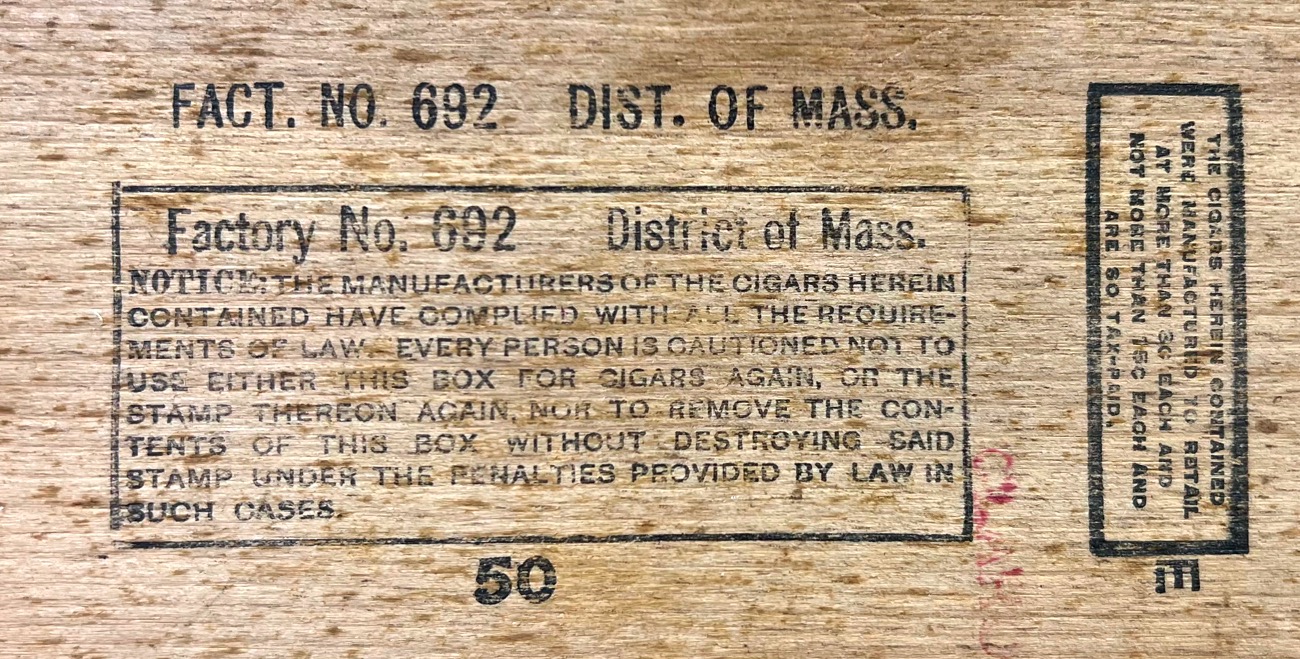 FACT. NO. 692 DIST. OF MASS.
Factory No. 692 District of Mass.
NOTICE: THE MANUFACTURERS OF THE CIGARS HEREIN
CONTAINED HAVE COMPLIED WITH ALL THE REQUIRE-
MENTS OF LAW. EVERY PERSON IS CAUTIONED NOT TO
USE EITHER THIS BOX FOR CIGARS AGAIN, OR THE
STAMP THEREON AGAIN, NOR TO REMOVE THE CON-
TENTS OF THIS BOX WITHOUT DESTROYING SAID
STAMP UNDER THE PENALTIES PROVIDED BY LAW IN
SUCH CASES.
50
THE CIGARS HEREIN CONTAINED
WERE MANUFACTURED TO RETAIL
AT MORE THAN 8c EACH AND
NOT MORE THAN 15c EACH AND
ARE SO TAX-PAID.
E